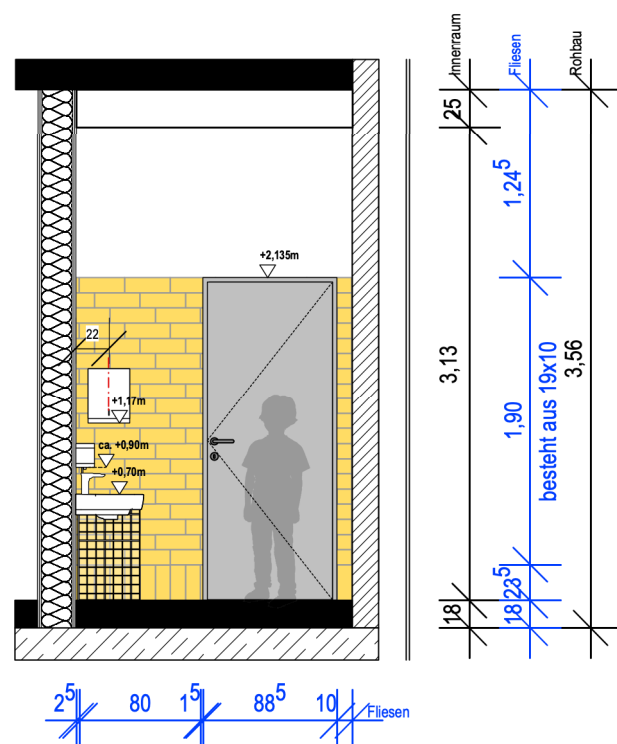 Innenraum
Fliesen
Rohbau
25
1,24⁵
+2,135m
22
3,13
1,90
besteht aus 19x10
3,56
+1,17m
ca. +0,90m
+0,70m
23⁵
18
18
2⁵
80
1⁵
88⁵
10
Fliesen